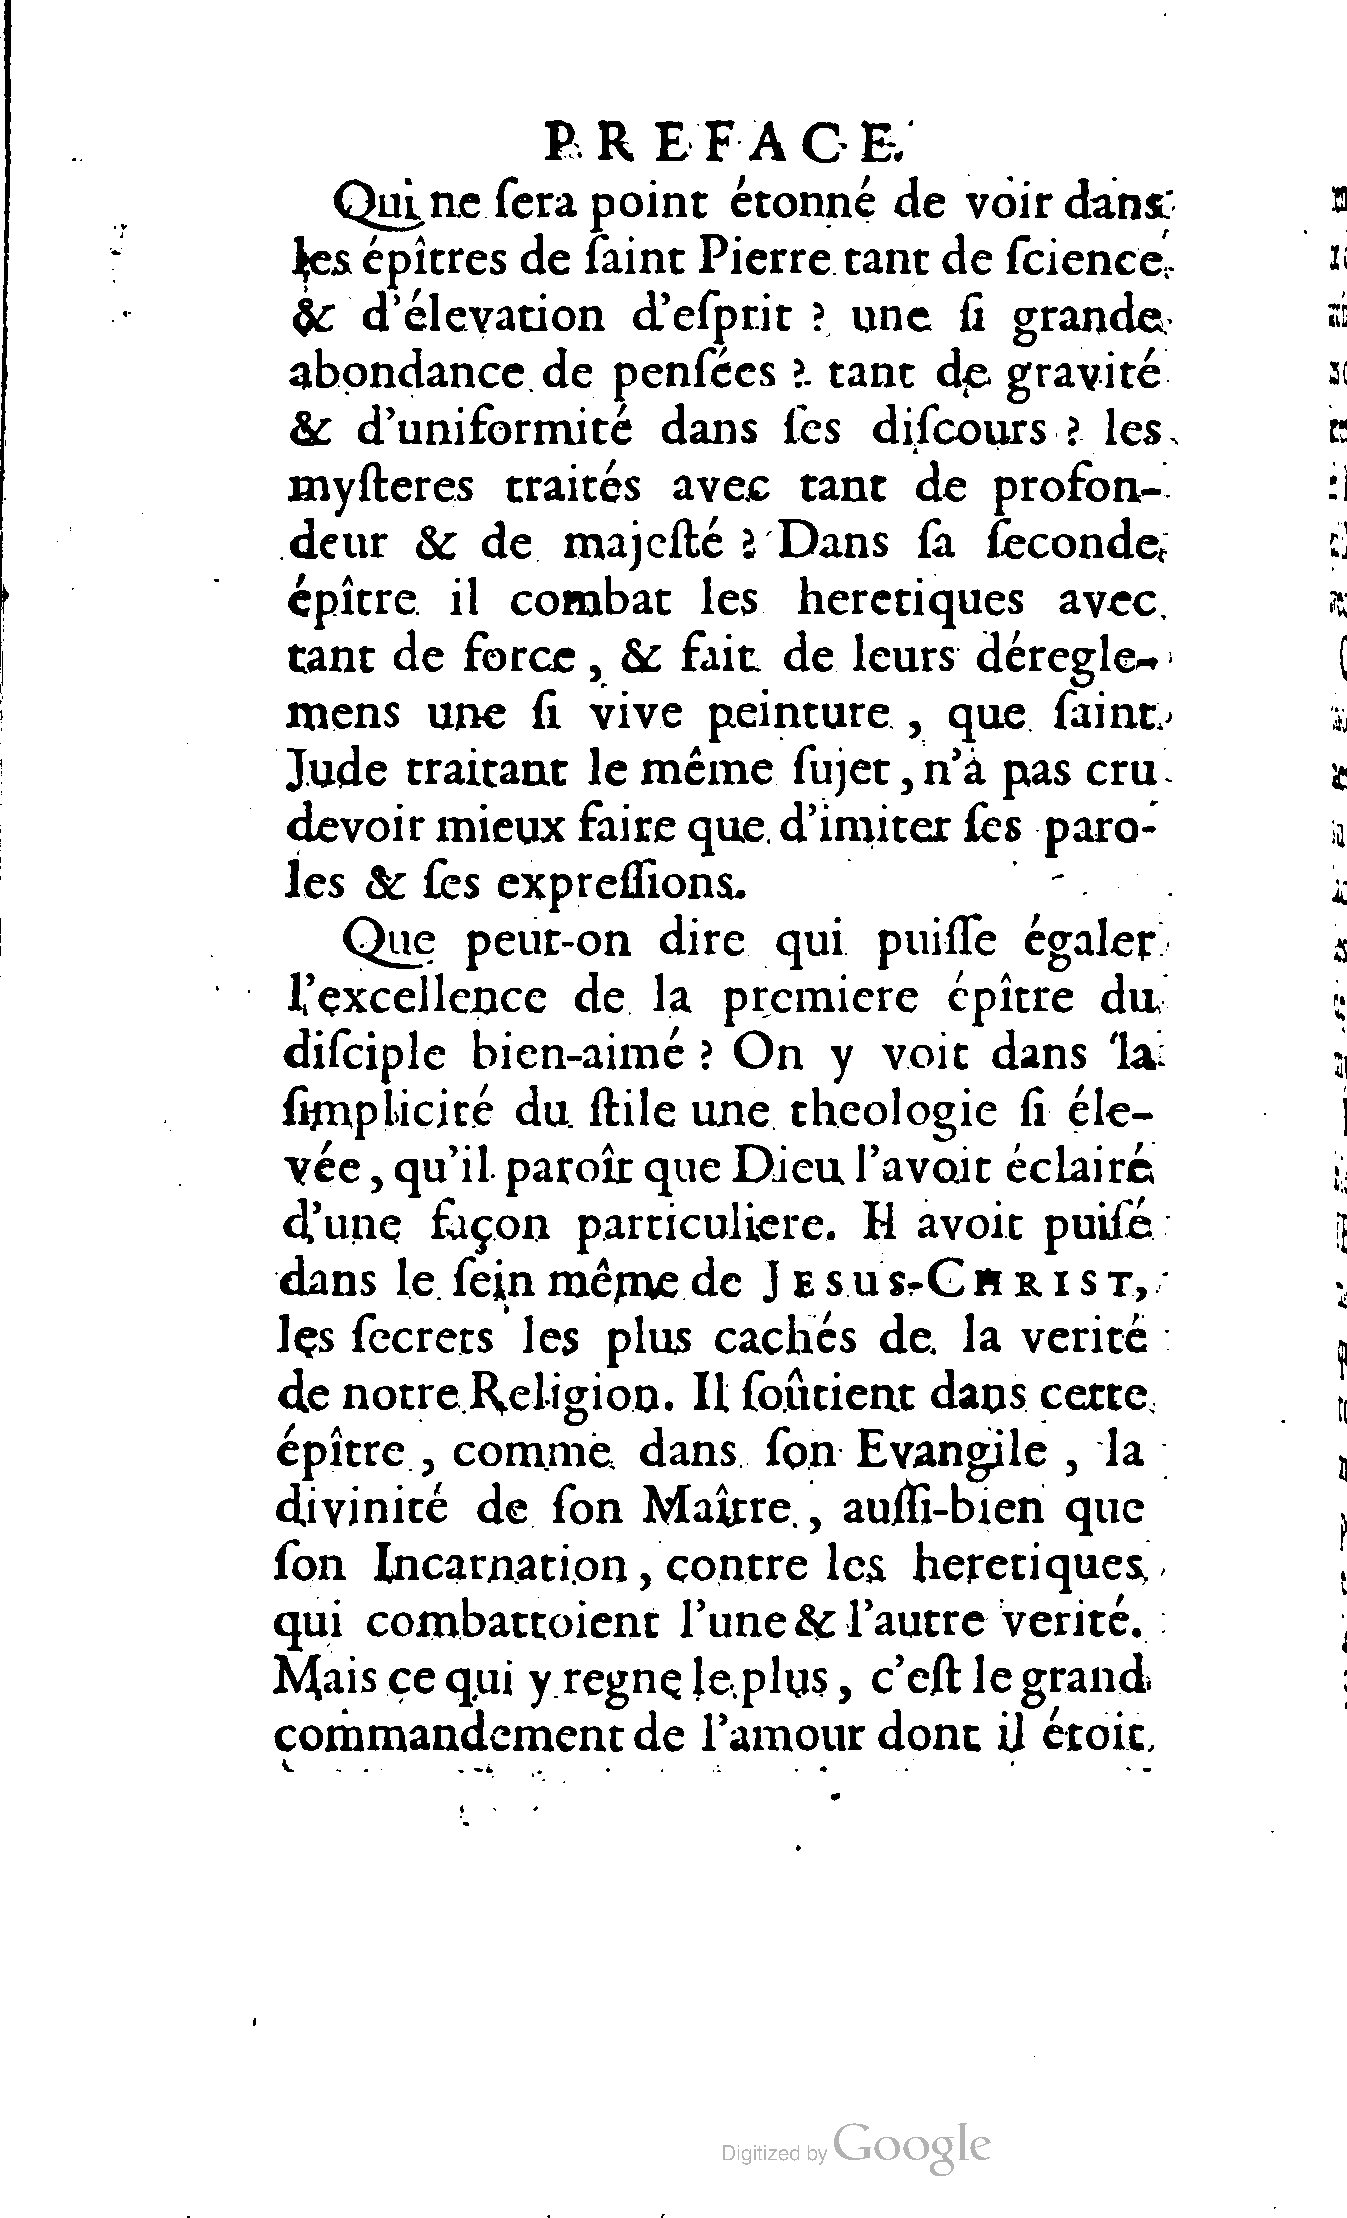 PREFACE.
Qui ne ſera point étonné de voir dans
les épîtres de ſaint Pierre tant de ſcience
& d'élevation d'eſprit ? une ſi grande
abondance de penſées ? tant de gravité
& d'uniformité dans ſes diſcours ? les
myſteres traités avec tant de profon-
deur & de majeſté ? Dans ſa ſeconde
épître il combat les heretiques avec
tant de force, & fait de leurs déregle-
mens une ſi vive peinture, que ſaint
Jude traitant le même ſujet, n'a pas cru
devoir mieux faire que d'imiter ſes paro-
les & ſes expreſſions.
Que peut-on dire qui puiſſe égaler
l'excellence de la premiere épître du
diſciple bien-aimé ? On y voit dans la
ſimplicité du ſtile une theologie ſi éle-
vée, qu'il paroît que Dieu l'avoit éclairé
d'une façon particuliere. Il avoit puiſé
dans le ſein même de JESUS-CHRIST,
les ſecrets les plus cachés de la verité
de notre Religion. Il ſoûtient dans cette
épître, comme dans ſon Evangile, la
divinité de ſon Maître, auſſi-bien que
ſon Incarnation, contre les heretiques
qui combattoient l'une & l'autre verité.
Mais ce qui y regne le plus, c'eſt le grand
commandement de l'amour dont il étoit
Digitized by Google